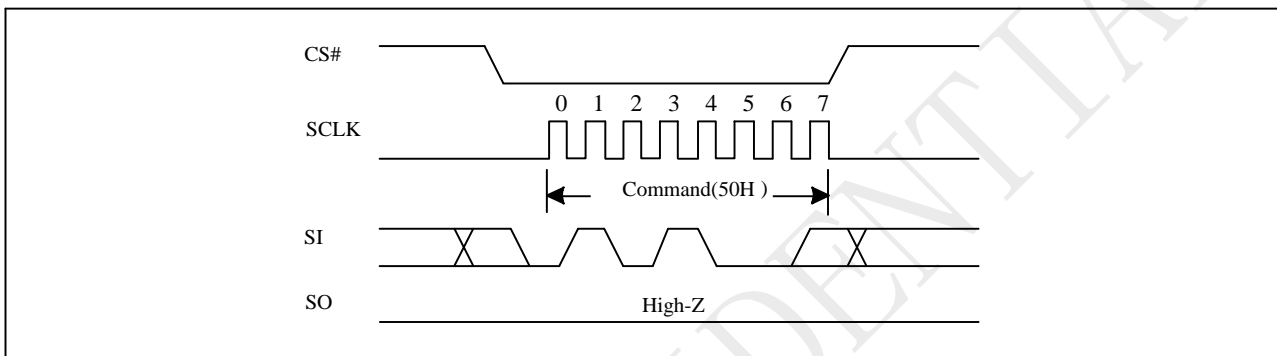 CS#
0 1 2 3 4 5 6 7
SCLK
Command(50H )
SI
SO
High-Z